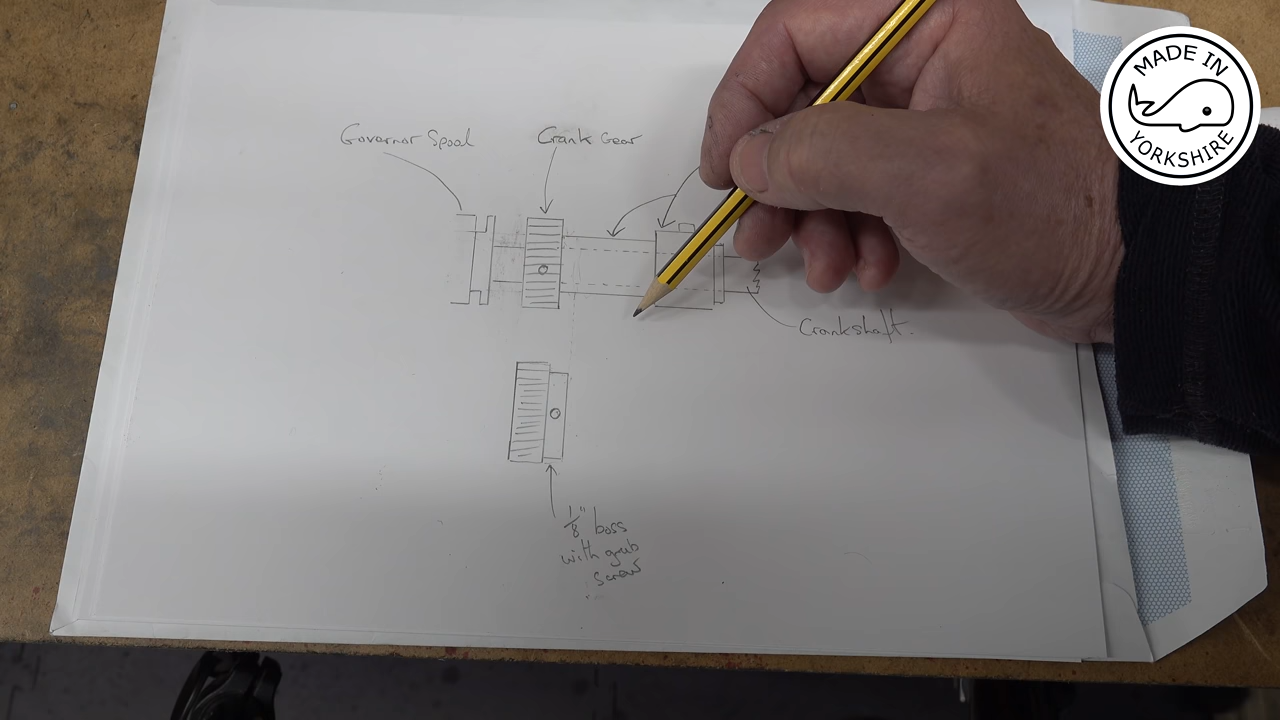 MADE IN
YORKSHIRE
Governor Spool
Crank Gear
Crankshaft.
1/8" boss
with grub
screw